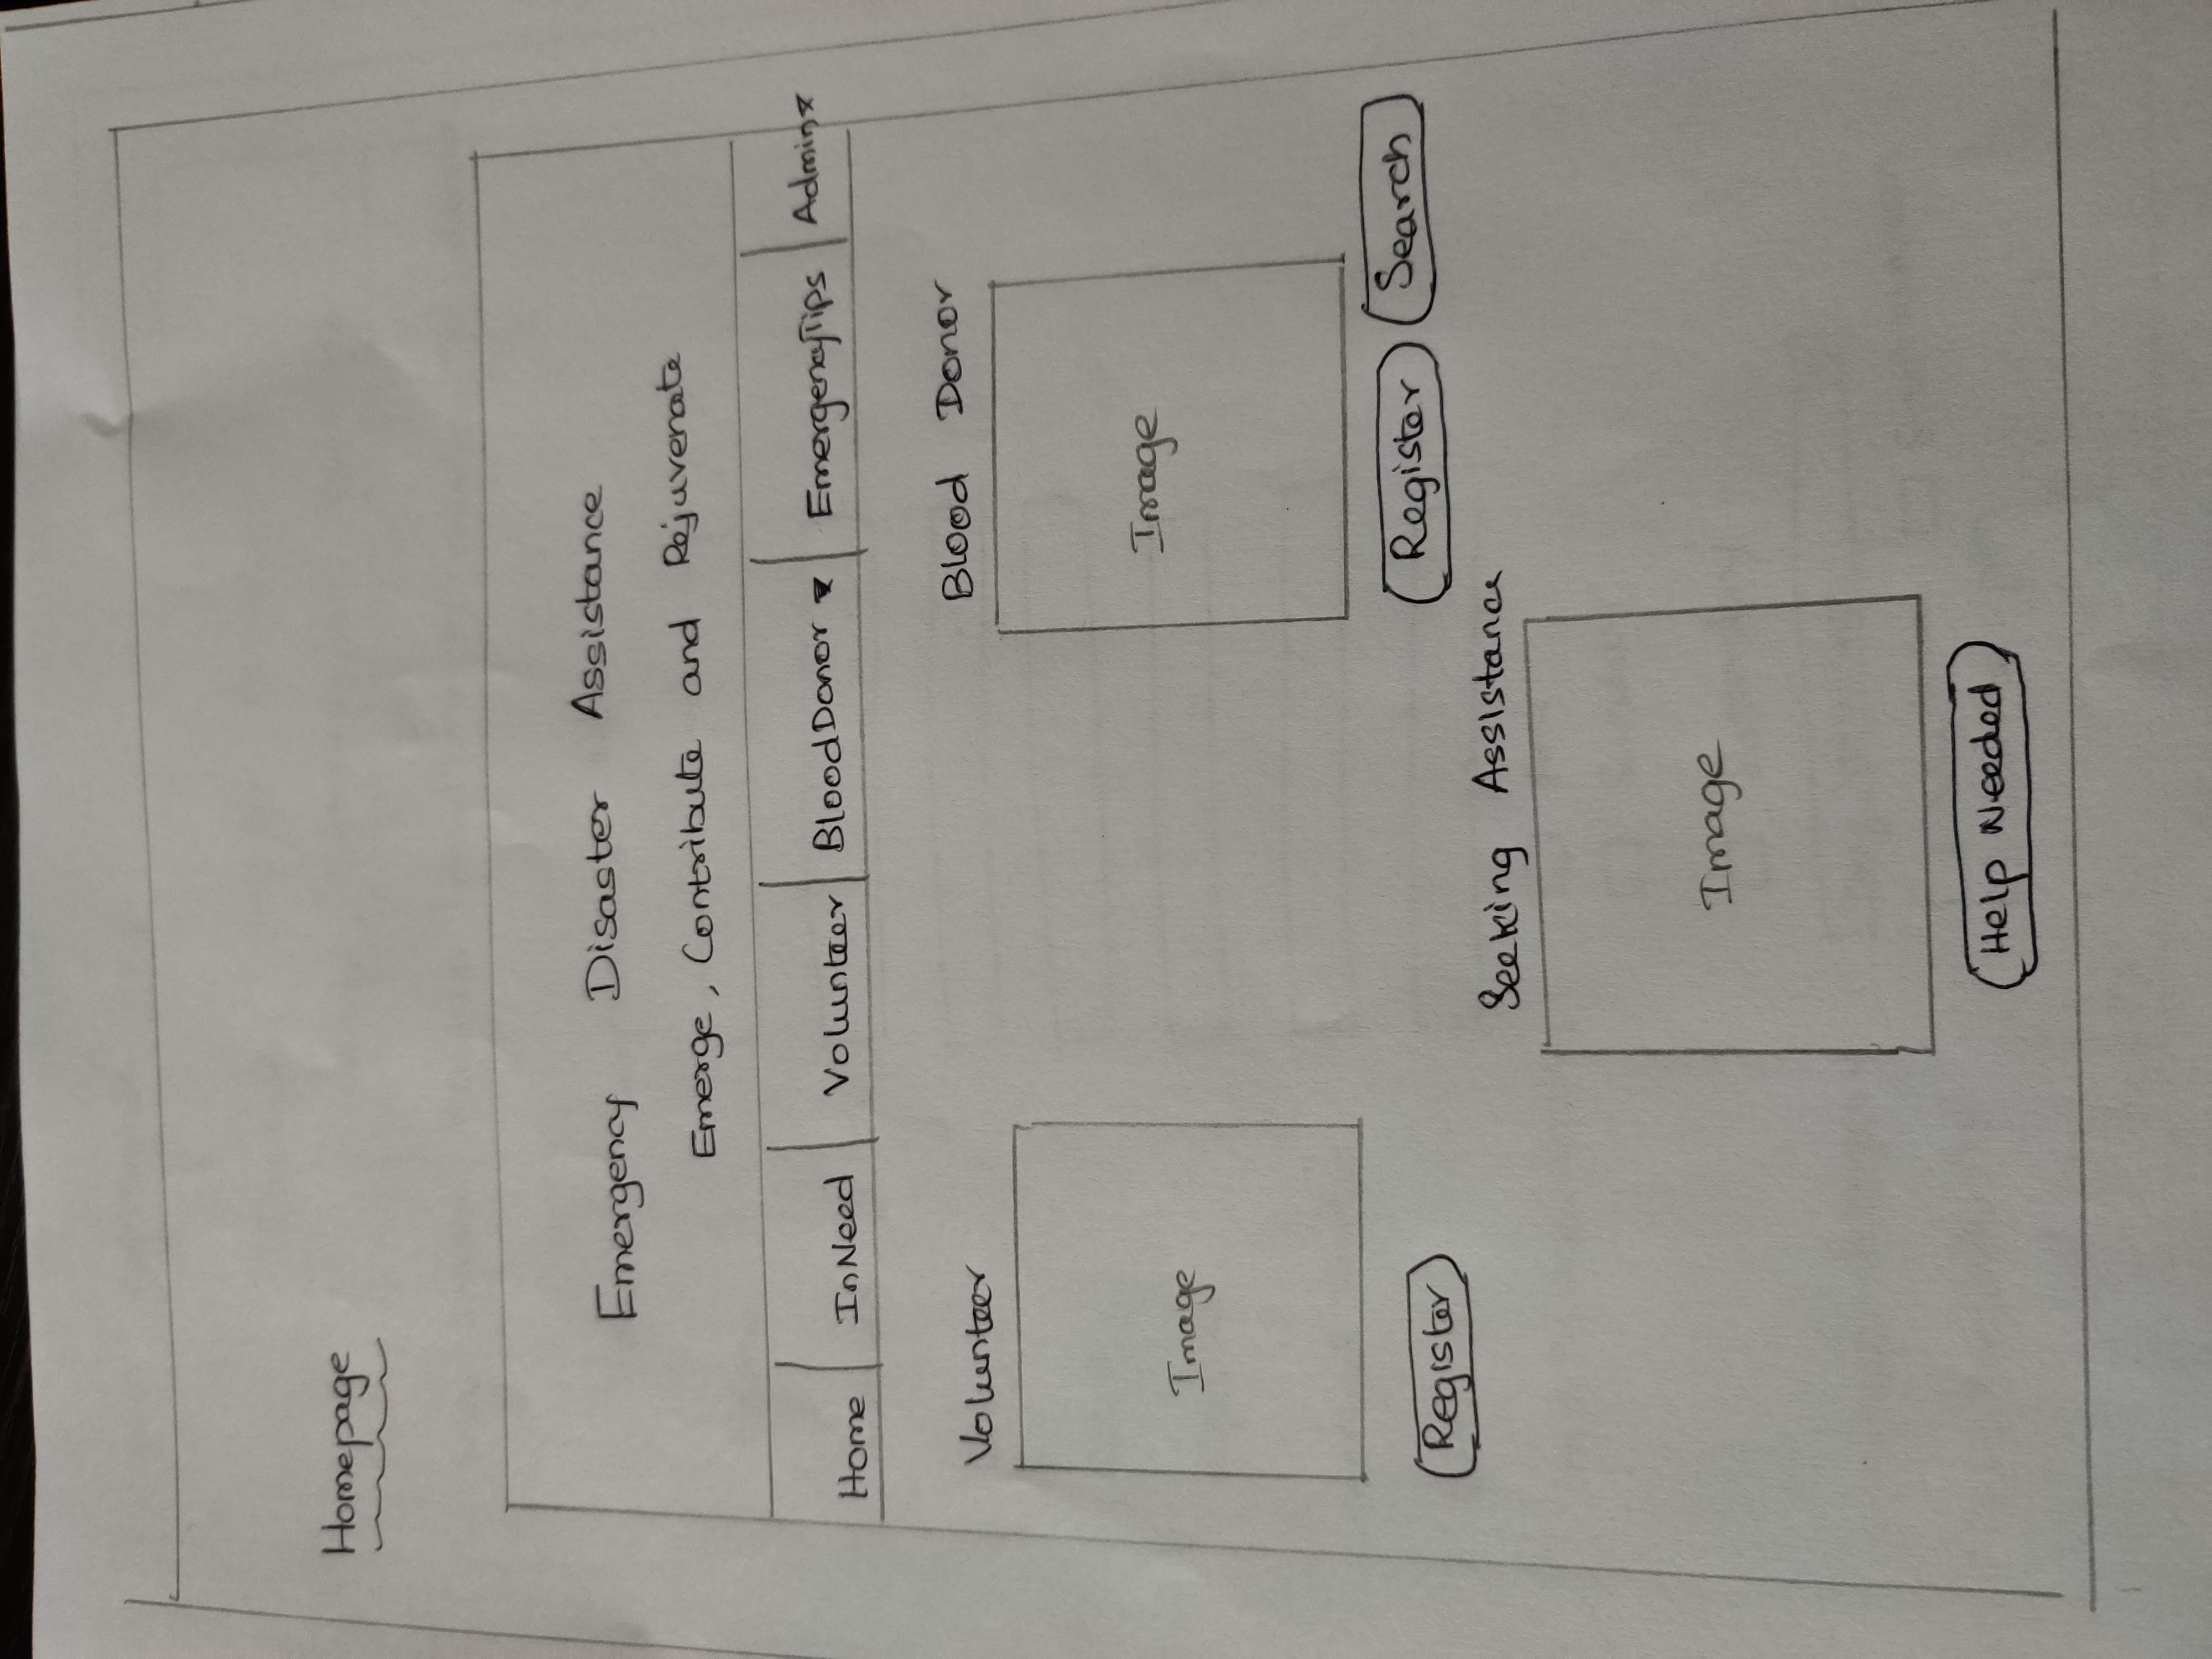 Homepage
Emergency Disaster Assistance
Emerge, Contribute and Rejuvenate
Home InNeed Volunteer BloodDonor EmergencyTips Admin
Volunteer
Image
Register
Blood Donor
Image
Register Search
Seeking Assistance
Image
Help Needed